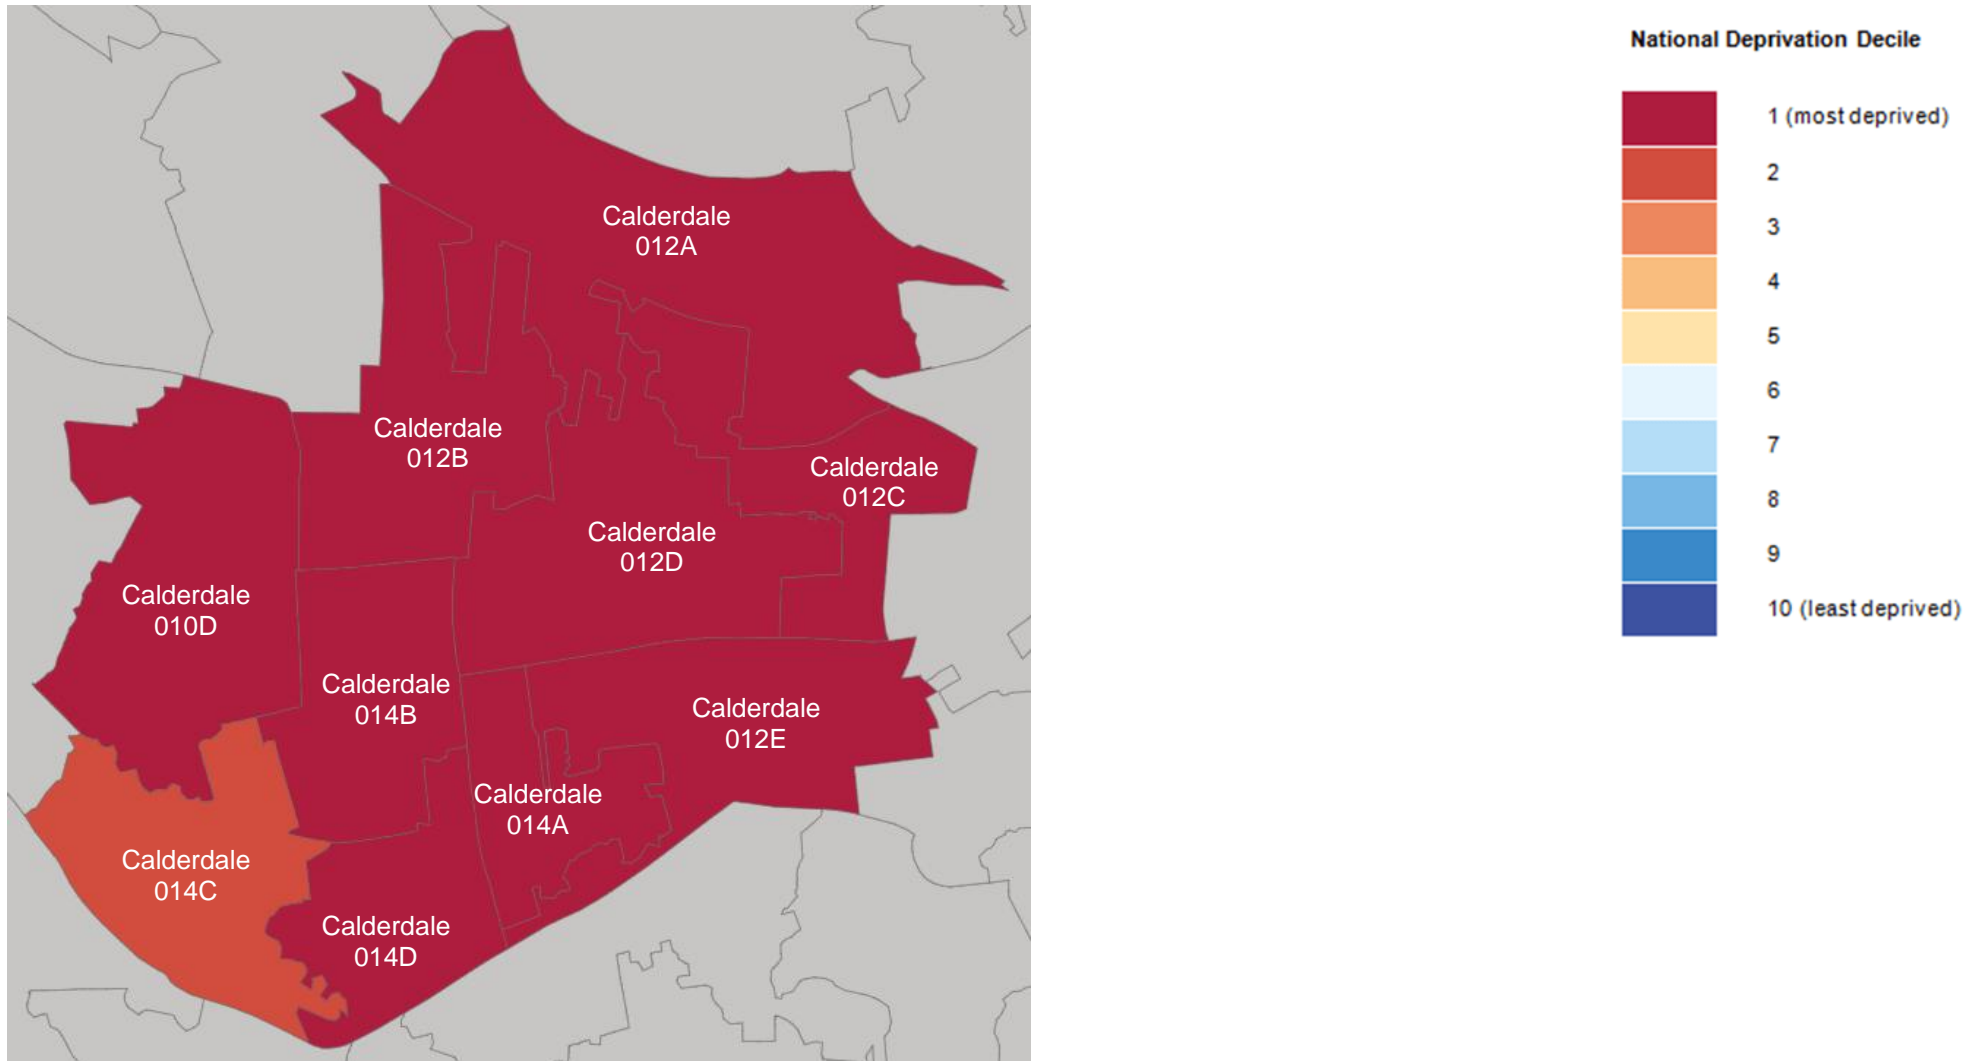 National Deprivation Decile
1 (most deprived)
2
3
4
5
6
7
8
9
10 (least deprived)
Calderdale
012A
Calderdale
012B
Calderdale
012C
Calderdale
012D
Calderdale
010D
Calderdale
014B
Calderdale
012E
Calderdale
014A
Calderdale
014C
Calderdale
014D